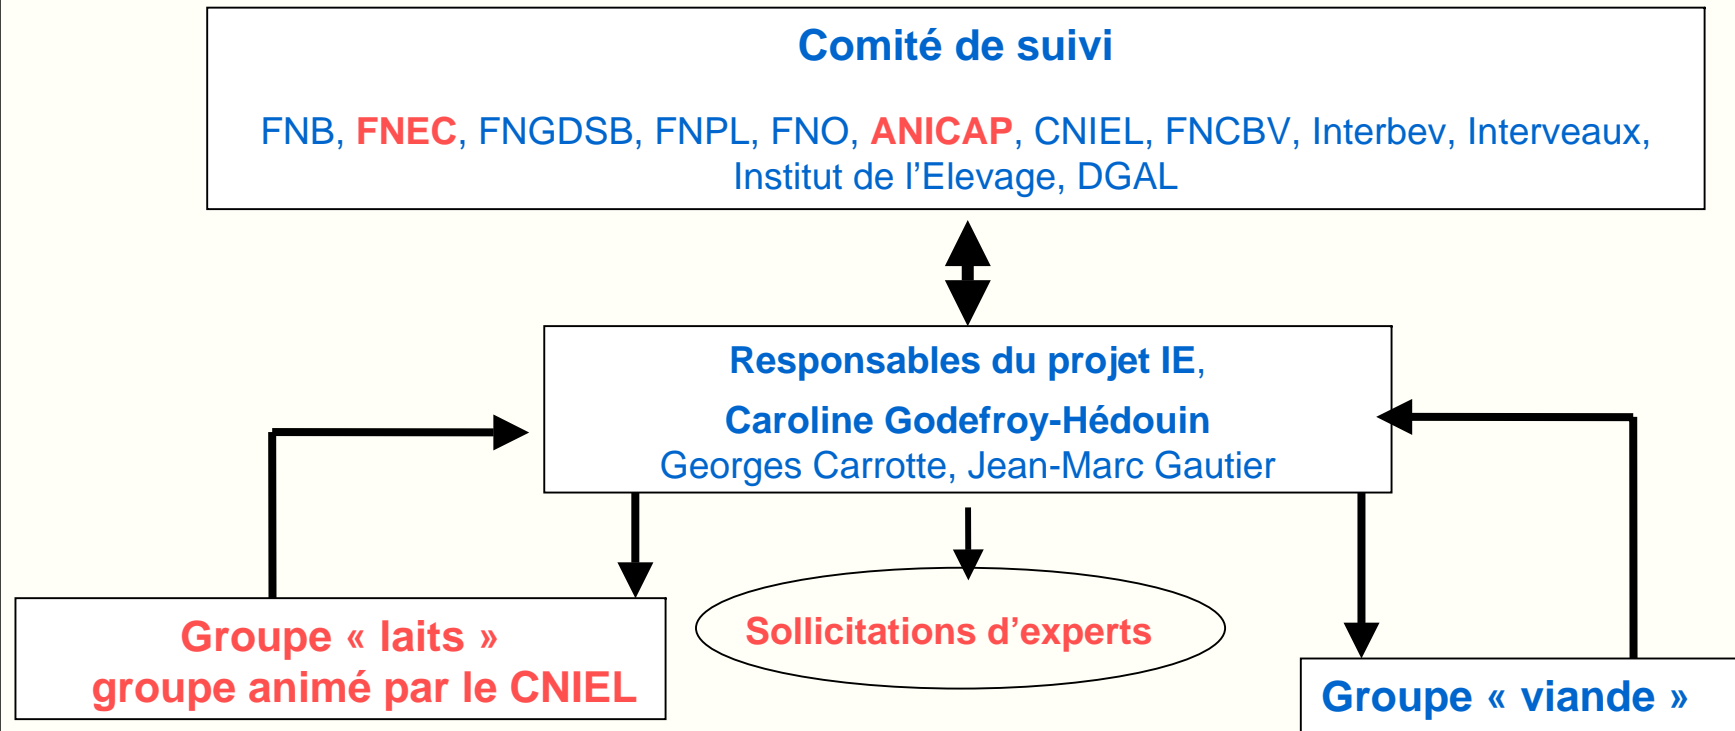 Comité de suivi
FNB, FNEC, FNGDSB, FNPL, FNO, ANICAP, CNIEL, FNCBV, Interbev, Interveaux,
Institut de l’Elevage, DGAL
Responsables du projet IE,
Caroline Godefroy-Hédouin
Georges Carrotte, Jean-Marc Gautier
Groupe « laits »
groupe animé par le CNIEL
Sollicitations d’experts
Groupe « viande »